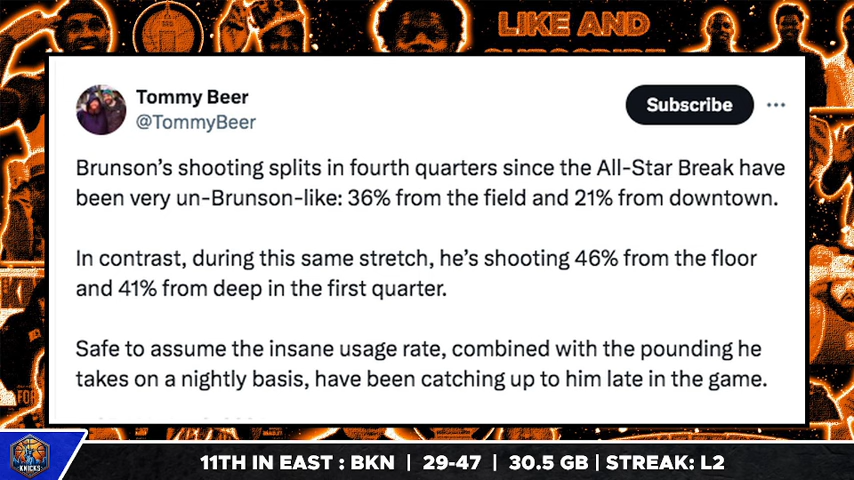 LIKE AND
SUBSCRIBE
Tommy Beer
@TommyBeer
Subscribe
Brunson's shooting splits in fourth quarters since the All-Star Break have
been very un-Brunson-like: 36% from the field and 21% from downtown.
In contrast, during this same stretch, he's shooting 46% from the floor
and 41% from deep in the first quarter.
Safe to assume the insane usage rate, combined with the pounding he
takes on a nightly basis, have been catching up to him late in the game.
FOR
KNICKS
11TH IN EAST : BKN | 29-47 | 30.5 GB | STREAK: L2